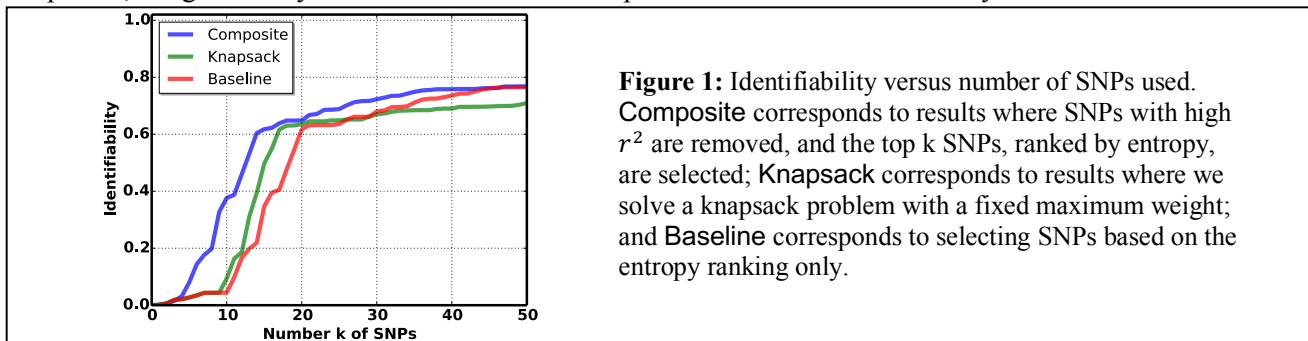 1.0
Composite
Knapsack
Baseline
0.8
0.6
0.4
0.2
0.0
Identifiability
0 10 20 30 40 50
Number k of SNPs
Figure 1: Identifiability versus number of SNPs used.
Composite corresponds to results where SNPs with high
r² are removed, and the top k SNPs, ranked by entropy,
are selected; Knapsack corresponds to results where we
solve a knapsack problem with a fixed maximum weight;
and Baseline corresponds to selecting SNPs based on the
entropy ranking only.